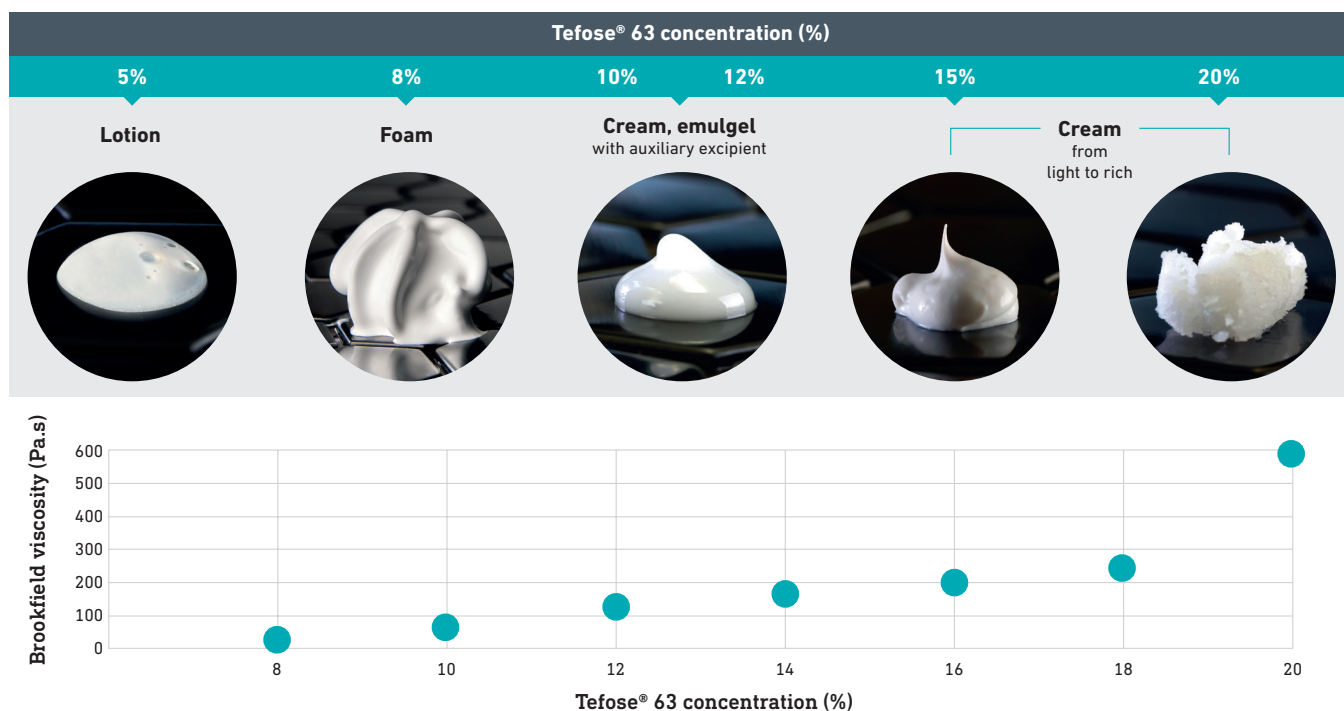 Tefose® 63 concentration (%)
5%
8%
10%
12%
15%
20%
Lotion
Foam
Cream, emulgel
with auxiliary excipient
Cream
from
light to rich
Brookfield viscosity (Pa.s)
600
500
400
300
200
100
0
8
10
12
14
16
18
20
Tefose® 63 concentration (%)